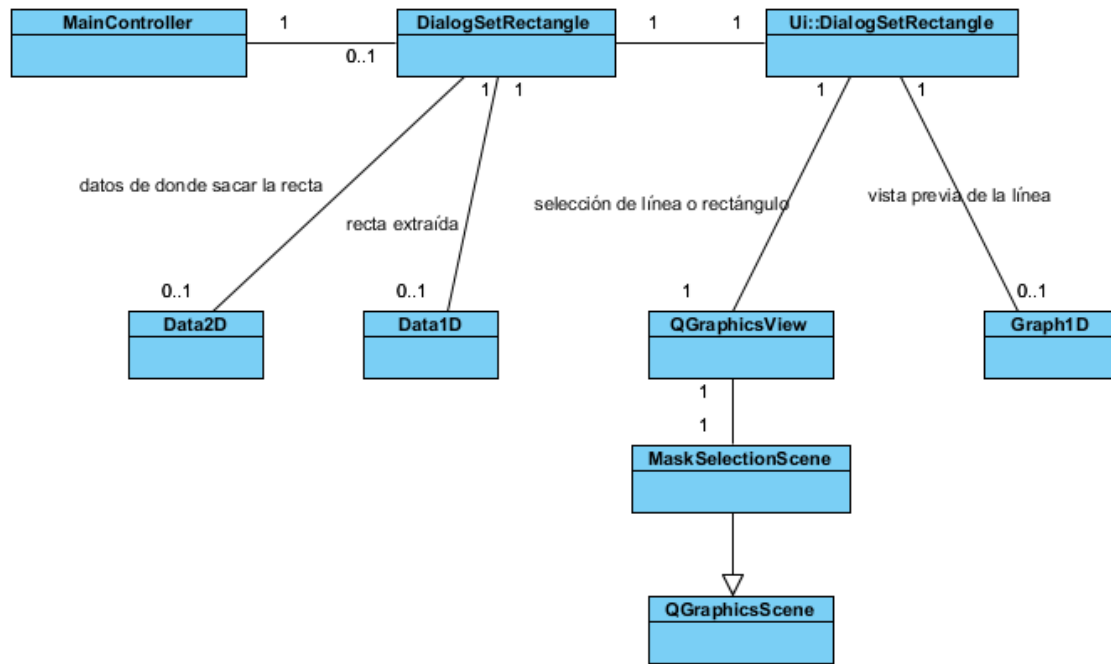 MainController
1
0..1
DialogSetRectangle
1
1
Ui::DialogSetRectangle
1
1
1
1
datos de donde sacar la recta
recta extraída
selección de línea o rectángulo
vista previa de la línea
0..1
0..1
1
0..1
Data2D
Data1D
QGraphicsView
Graph1D
1
1
MaskSelectionScene
QGraphicsScene